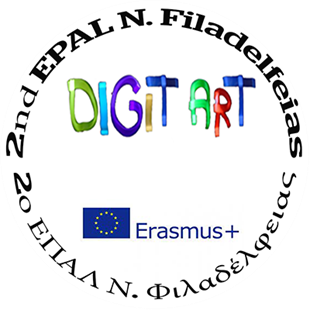 2nd EPAL N. Filadelfeias
DIGIT ART
Erasmus+
2ο ΕΠΑΛ Ν. Φιλαδέλφειας